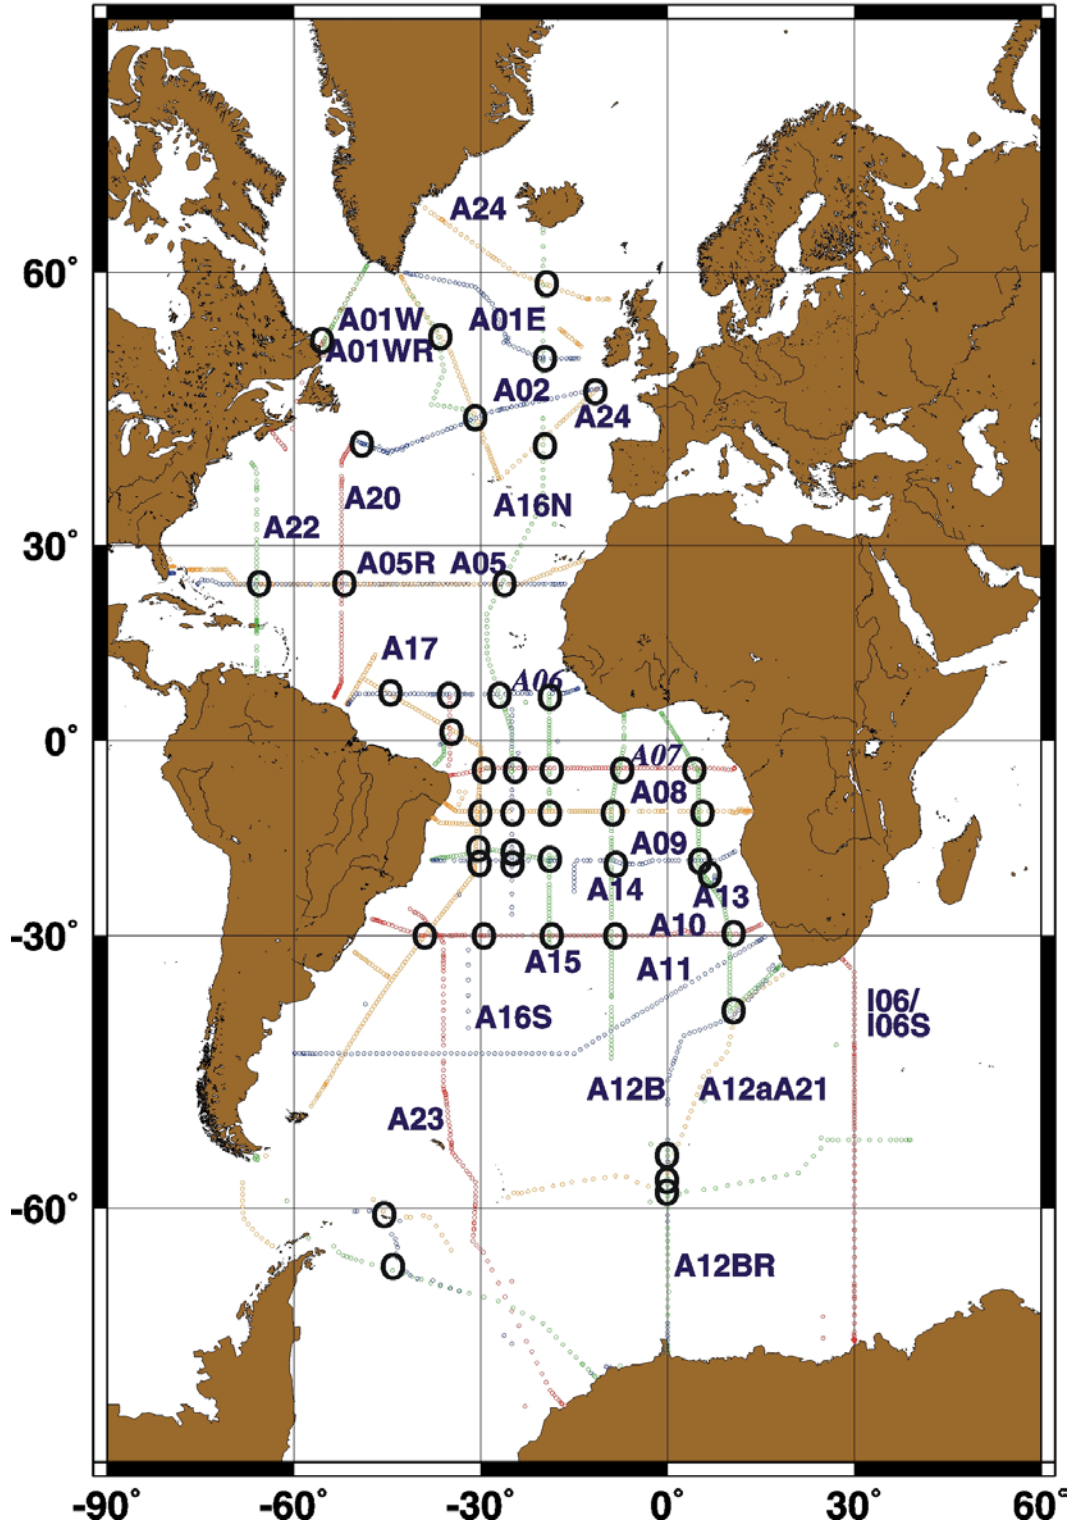 A24
60°
A01W
A01E
A01WR
A02
A24
A20
A16N
A22
30°
A05R
A05
A17
A06
0°
A07
A08
A09
A14
A13
A10
-30°
A15
A11
I06/
I06S
A16S
A12B
A12aA21
A23
-60°
A12BR
-90°
-60°
-30°
0°
30°
60°